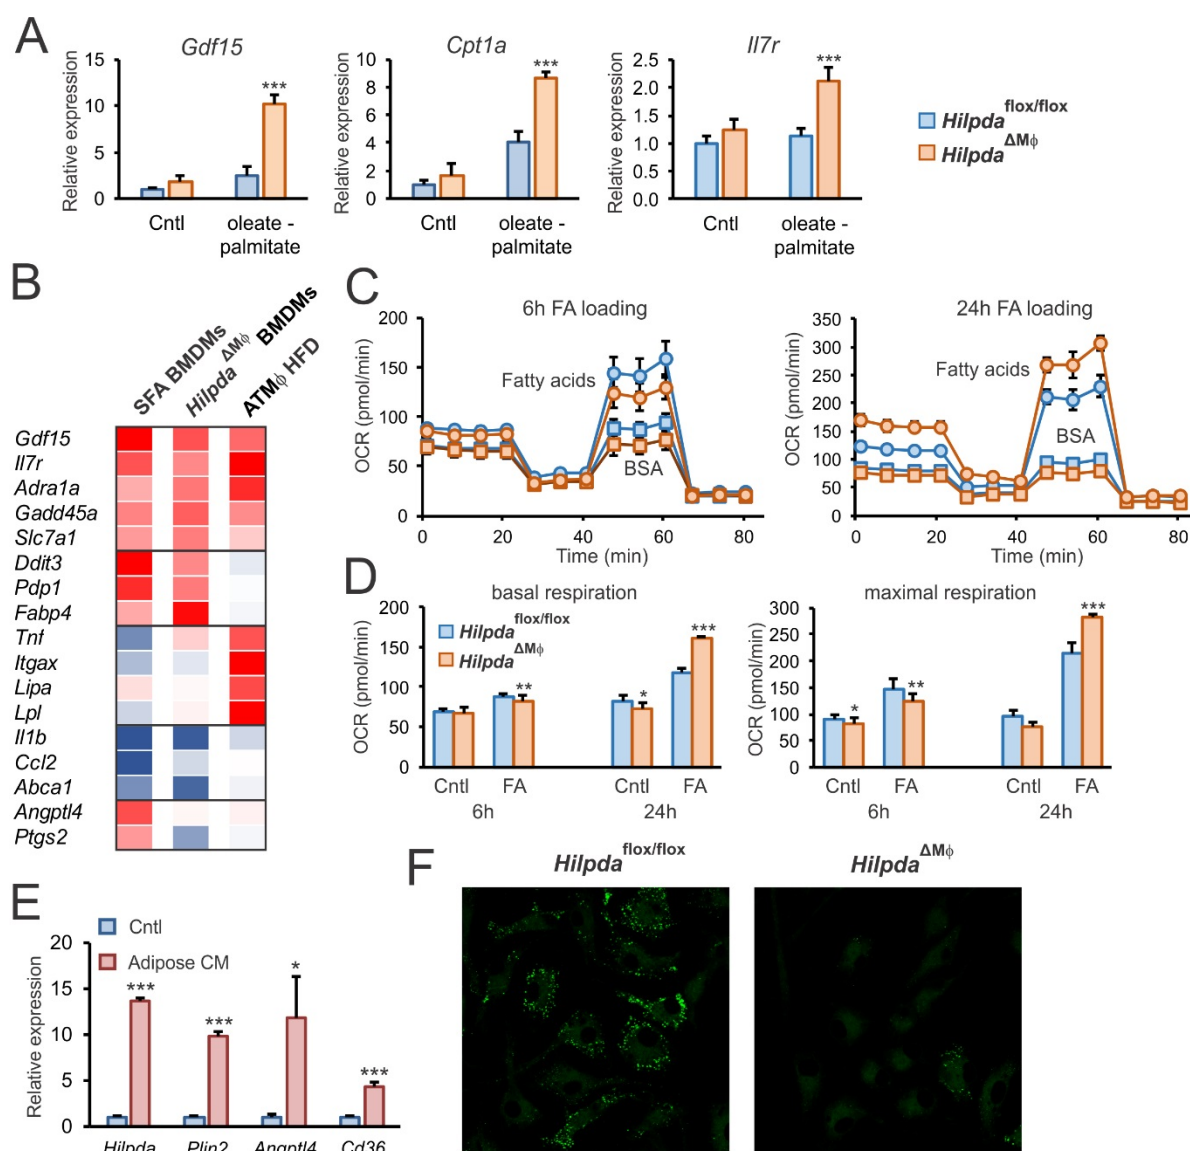 A
Gdf15
Relative expression
15
10
5
0
***
Cntl
oleate -
palmitate
Cpt1a
Relative expression
10
8
6
4
2
0
***
Cntl
oleate -
palmitate
Il7r
Relative expression
2.5
2.0
1.5
1.0
0.5
0.0
***
Cntl
oleate -
palmitate
Hilpda flox/flox
Hilpda ΔMϕ
B
SFA BMDMs
Hilpda ΔMϕ BMDMs
ATMϕ HFD
Gdf15
Il7r
Adra1a
Gadd45a
Slc7a1
Ddit3
Pdp1
Fabp4
Tnf
Itgax
Lipa
Lpl
Il1b
Ccl2
Abca1
Angptl4
Ptgs2
C
6h FA loading
OCR (pmol/min)
200
150
100
50
0
Fatty acids
BSA
0 20 40 60 80
Time (min)
24h FA loading
OCR (pmol/min)
350
300
250
200
150
100
50
0
Fatty acids
BSA
0 20 40 60 80
Time (min)
D
basal respiration
OCR (pmol/min)
200
150
100
50
0
Hilpda flox/flox
Hilpda ΔMϕ
**
*
***
Cntl FA Cntl FA
6h 24h
maximal respiration
OCR (pmol/min)
300
250
200
150
100
50
0
*
**
***
Cntl FA Cntl FA
6h 24h
E
Cntl
Adipose CM
Relative expression
20
15
10
5
0
***
***
*
***
Hilpda Plin2 Angptl4 Cd36
F
Hilpda flox/flox
Hilpda ΔMϕ